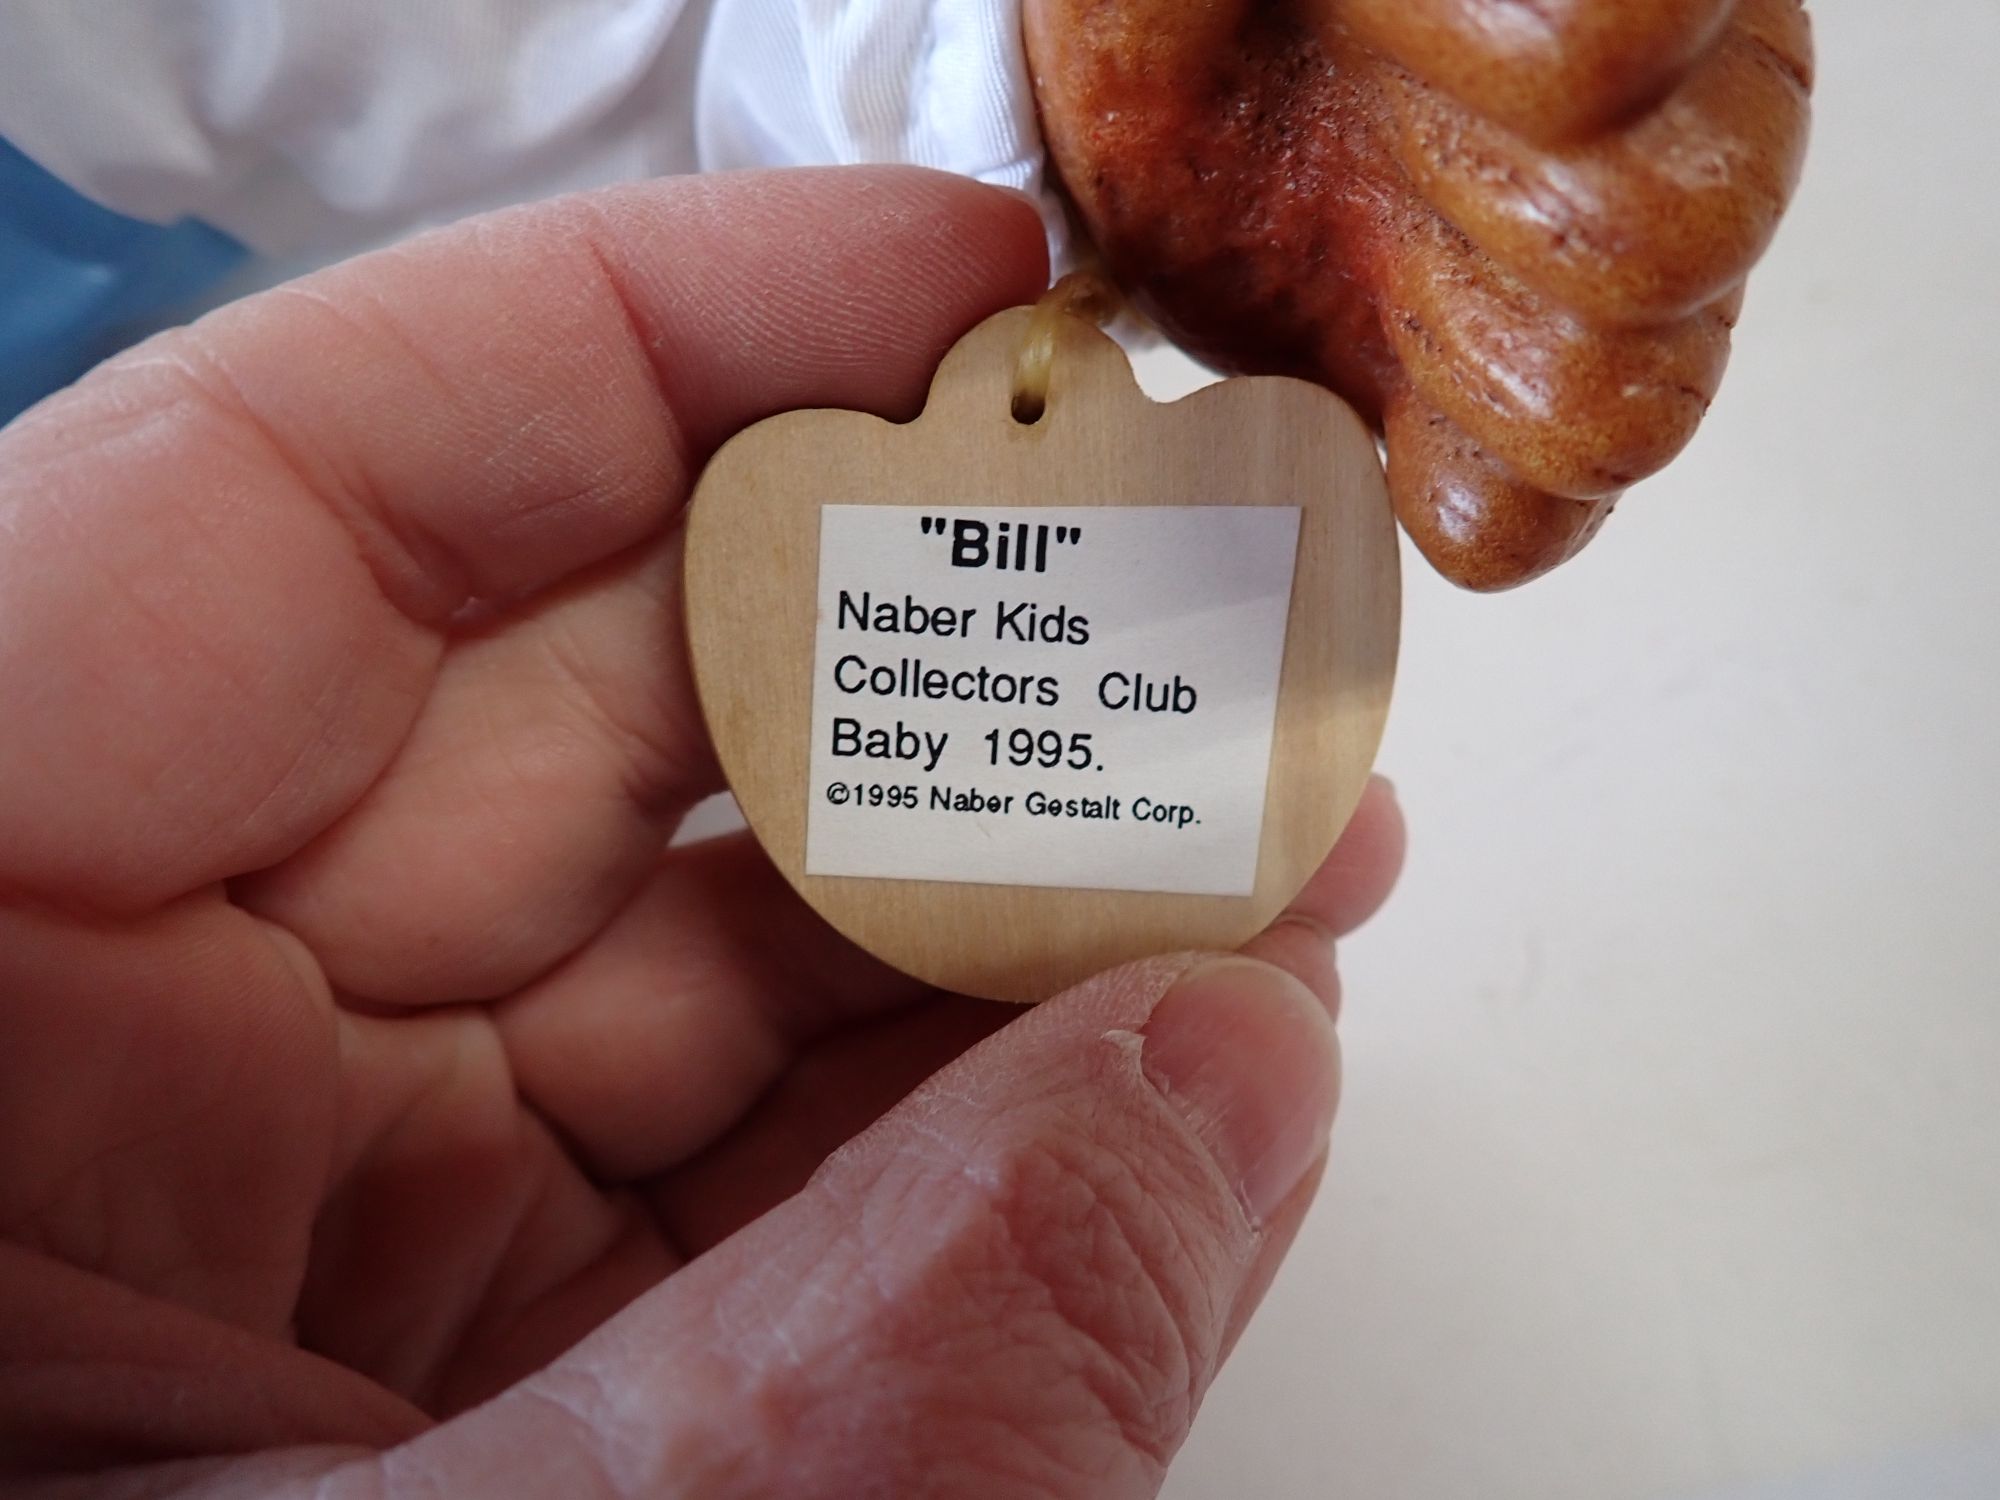 "Bill"
Naber Kids
Collectors Club
Baby 1995.
©1995 Naber Gestalt Corp.